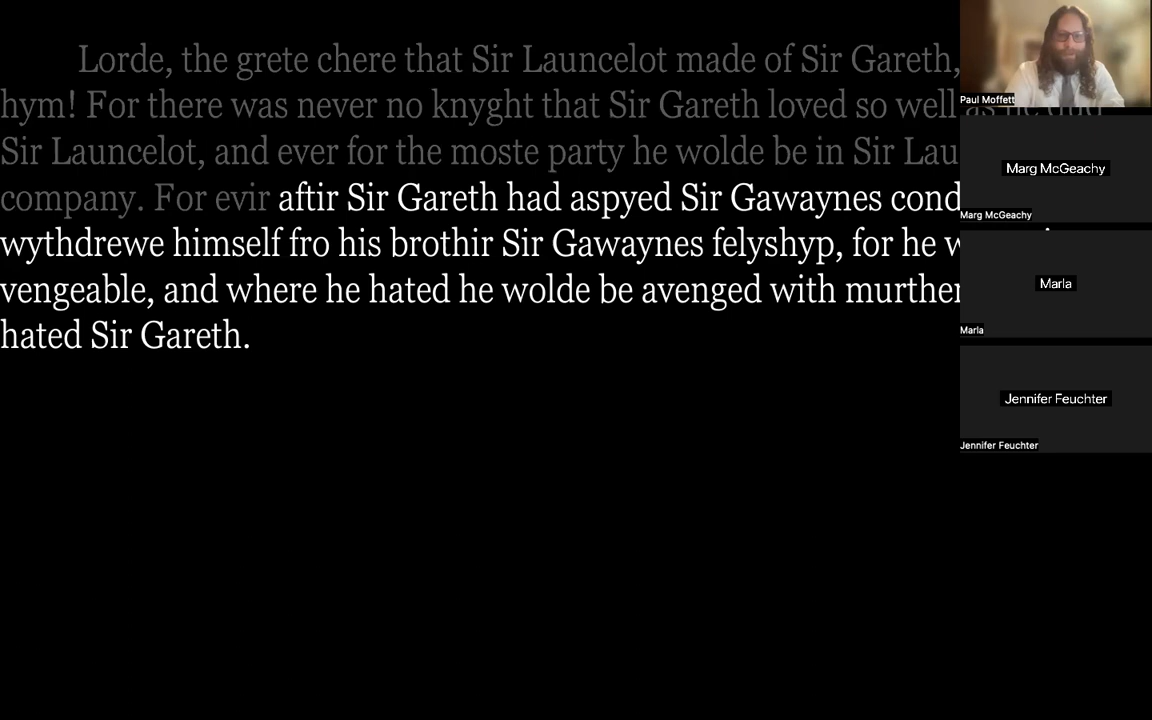 Lorde, the grete chere that Sir Launcelot made of Sir Gareth,
hym! For there was never no knyght that Sir Gareth loved so well as he dud
Sir Launcelot, and ever for the moste party he wolde be in Sir Lau
company. For evir aftir Sir Gareth had aspyed Sir Gawaynes cond
wythdrewe himself fro his brothir Sir Gawaynes felyshyp, for he w
vengeable, and where he hated he wolde be avenged with murther
hated Sir Gareth.
Paul Moffett
Marg McGeachy
Marg McGeachy
Marla
Marla
Jennifer Feuchter
Jennifer Feuchter